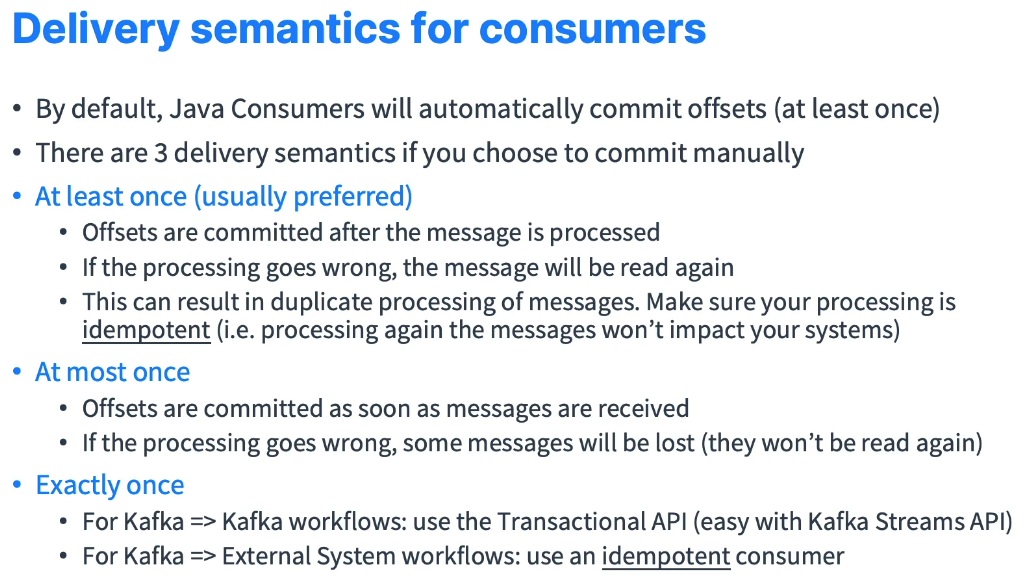 Delivery semantics for consumers
• By default, Java Consumers will automatically commit offsets (at least once)
• There are 3 delivery semantics if you choose to commit manually
• At least once (usually preferred)
• Offsets are committed after the message is processed
• If the processing goes wrong, the message will be read again
• This can result in duplicate processing of messages. Make sure your processing is
idempotent (i.e. processing again the messages won’t impact your systems)
• At most once
• Offsets are committed as soon as messages are received
• If the processing goes wrong, some messages will be lost (they won’t be read again)
• Exactly once
• For Kafka => Kafka workflows: use the Transactional API (easy with Kafka Streams API)
• For Kafka => External System workflows: use an idempotent consumer